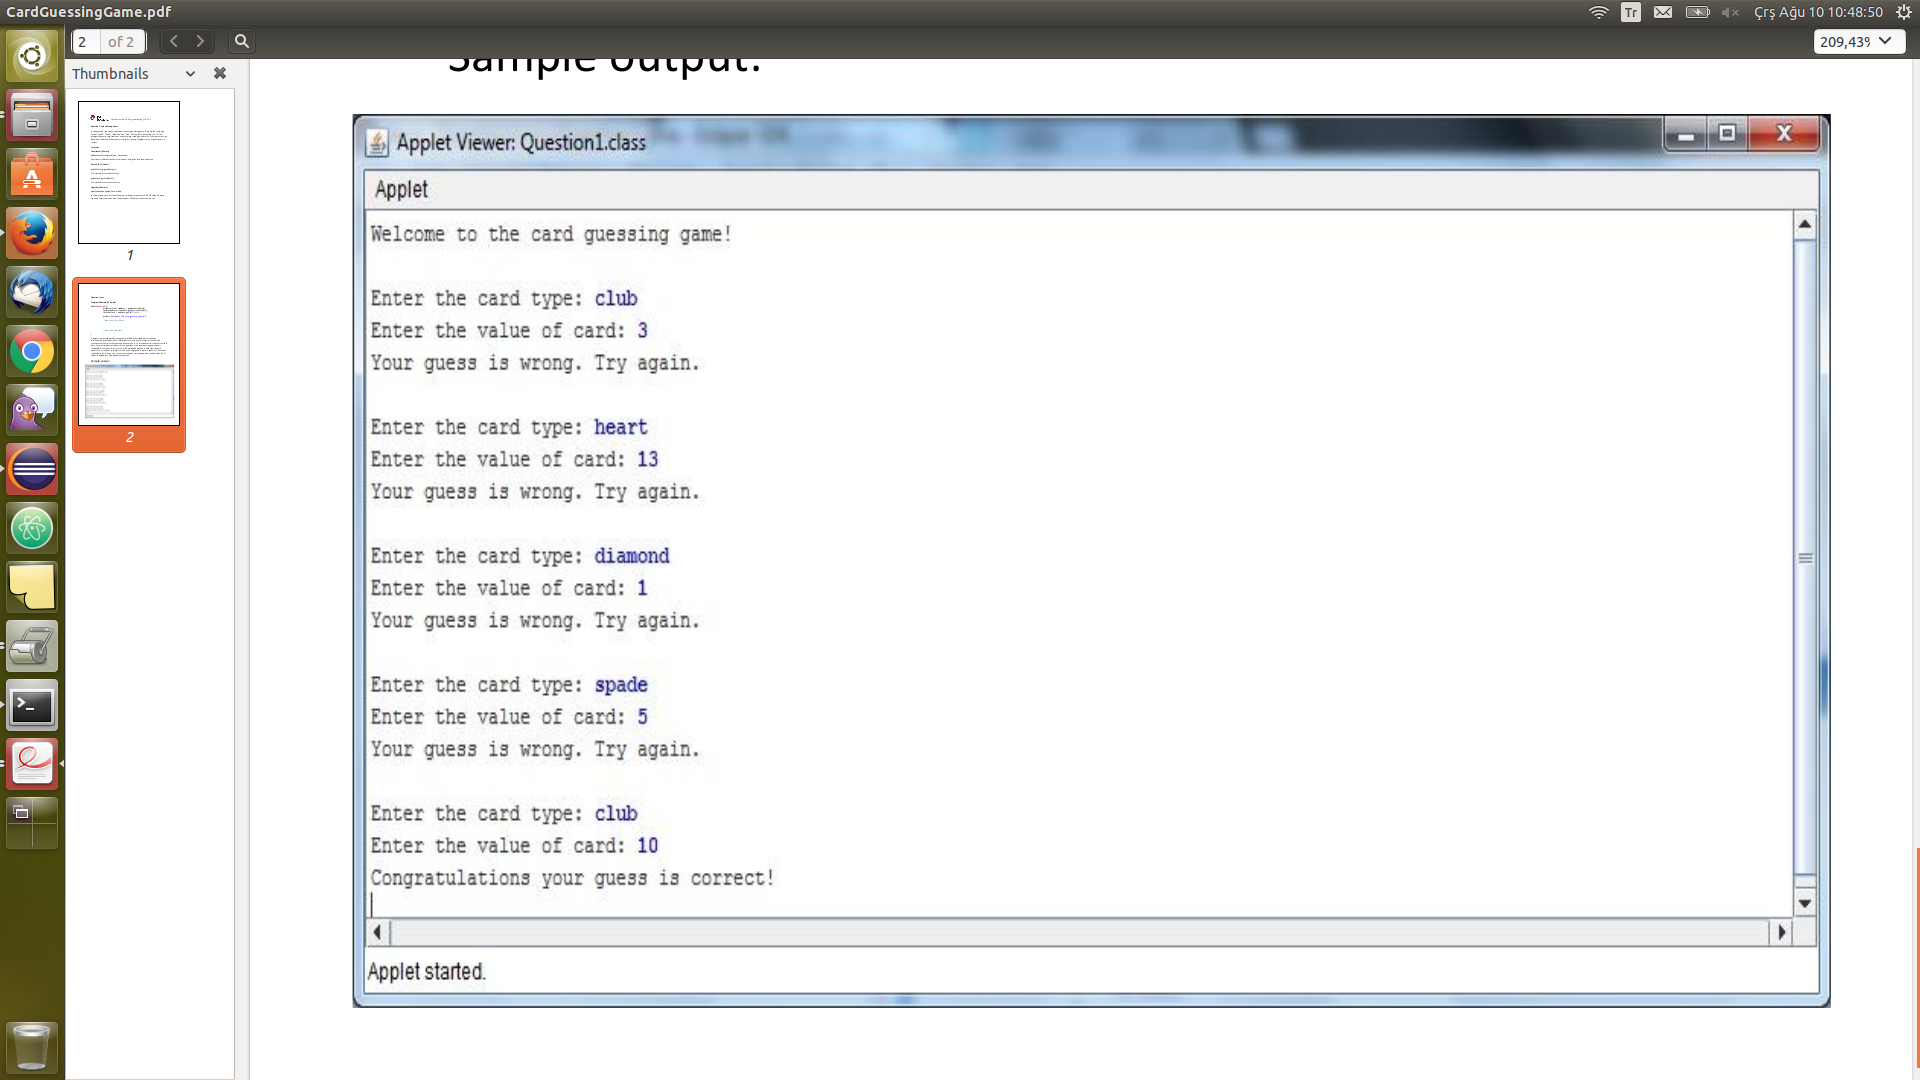 CardGuessingGame.pdf
Tr
Çrş Ağu 10 10:48:50
2 of 2
209,43%
Thumbnails
1
2
Sample output:
Applet Viewer: Question1.class
Applet
Welcome to the card guessing game!
Enter the card type: club
Enter the value of card: 3
Your guess is wrong. Try again.
Enter the card type: heart
Enter the value of card: 13
Your guess is wrong. Try again.
Enter the card type: diamond
Enter the value of card: 1
Your guess is wrong. Try again.
Enter the card type: spade
Enter the value of card: 5
Your guess is wrong. Try again.
Enter the card type: club
Enter the value of card: 10
Congratulations your guess is correct!
Applet started.